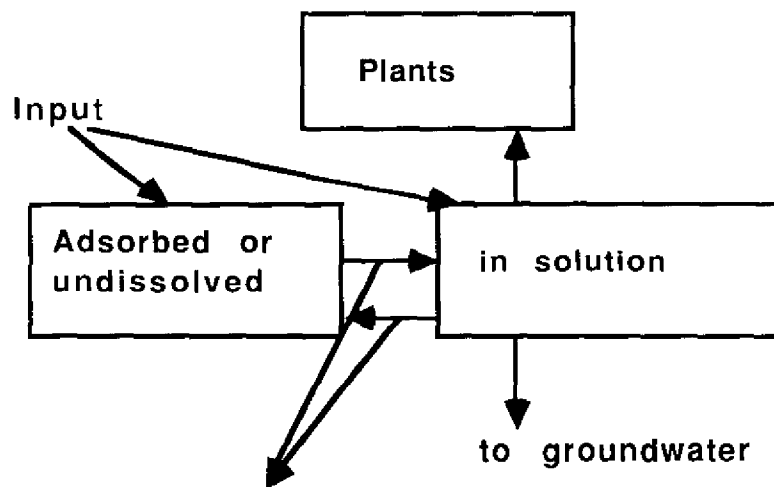 Plants
Input
Adsorbed or
undissolved
in solution
to groundwater